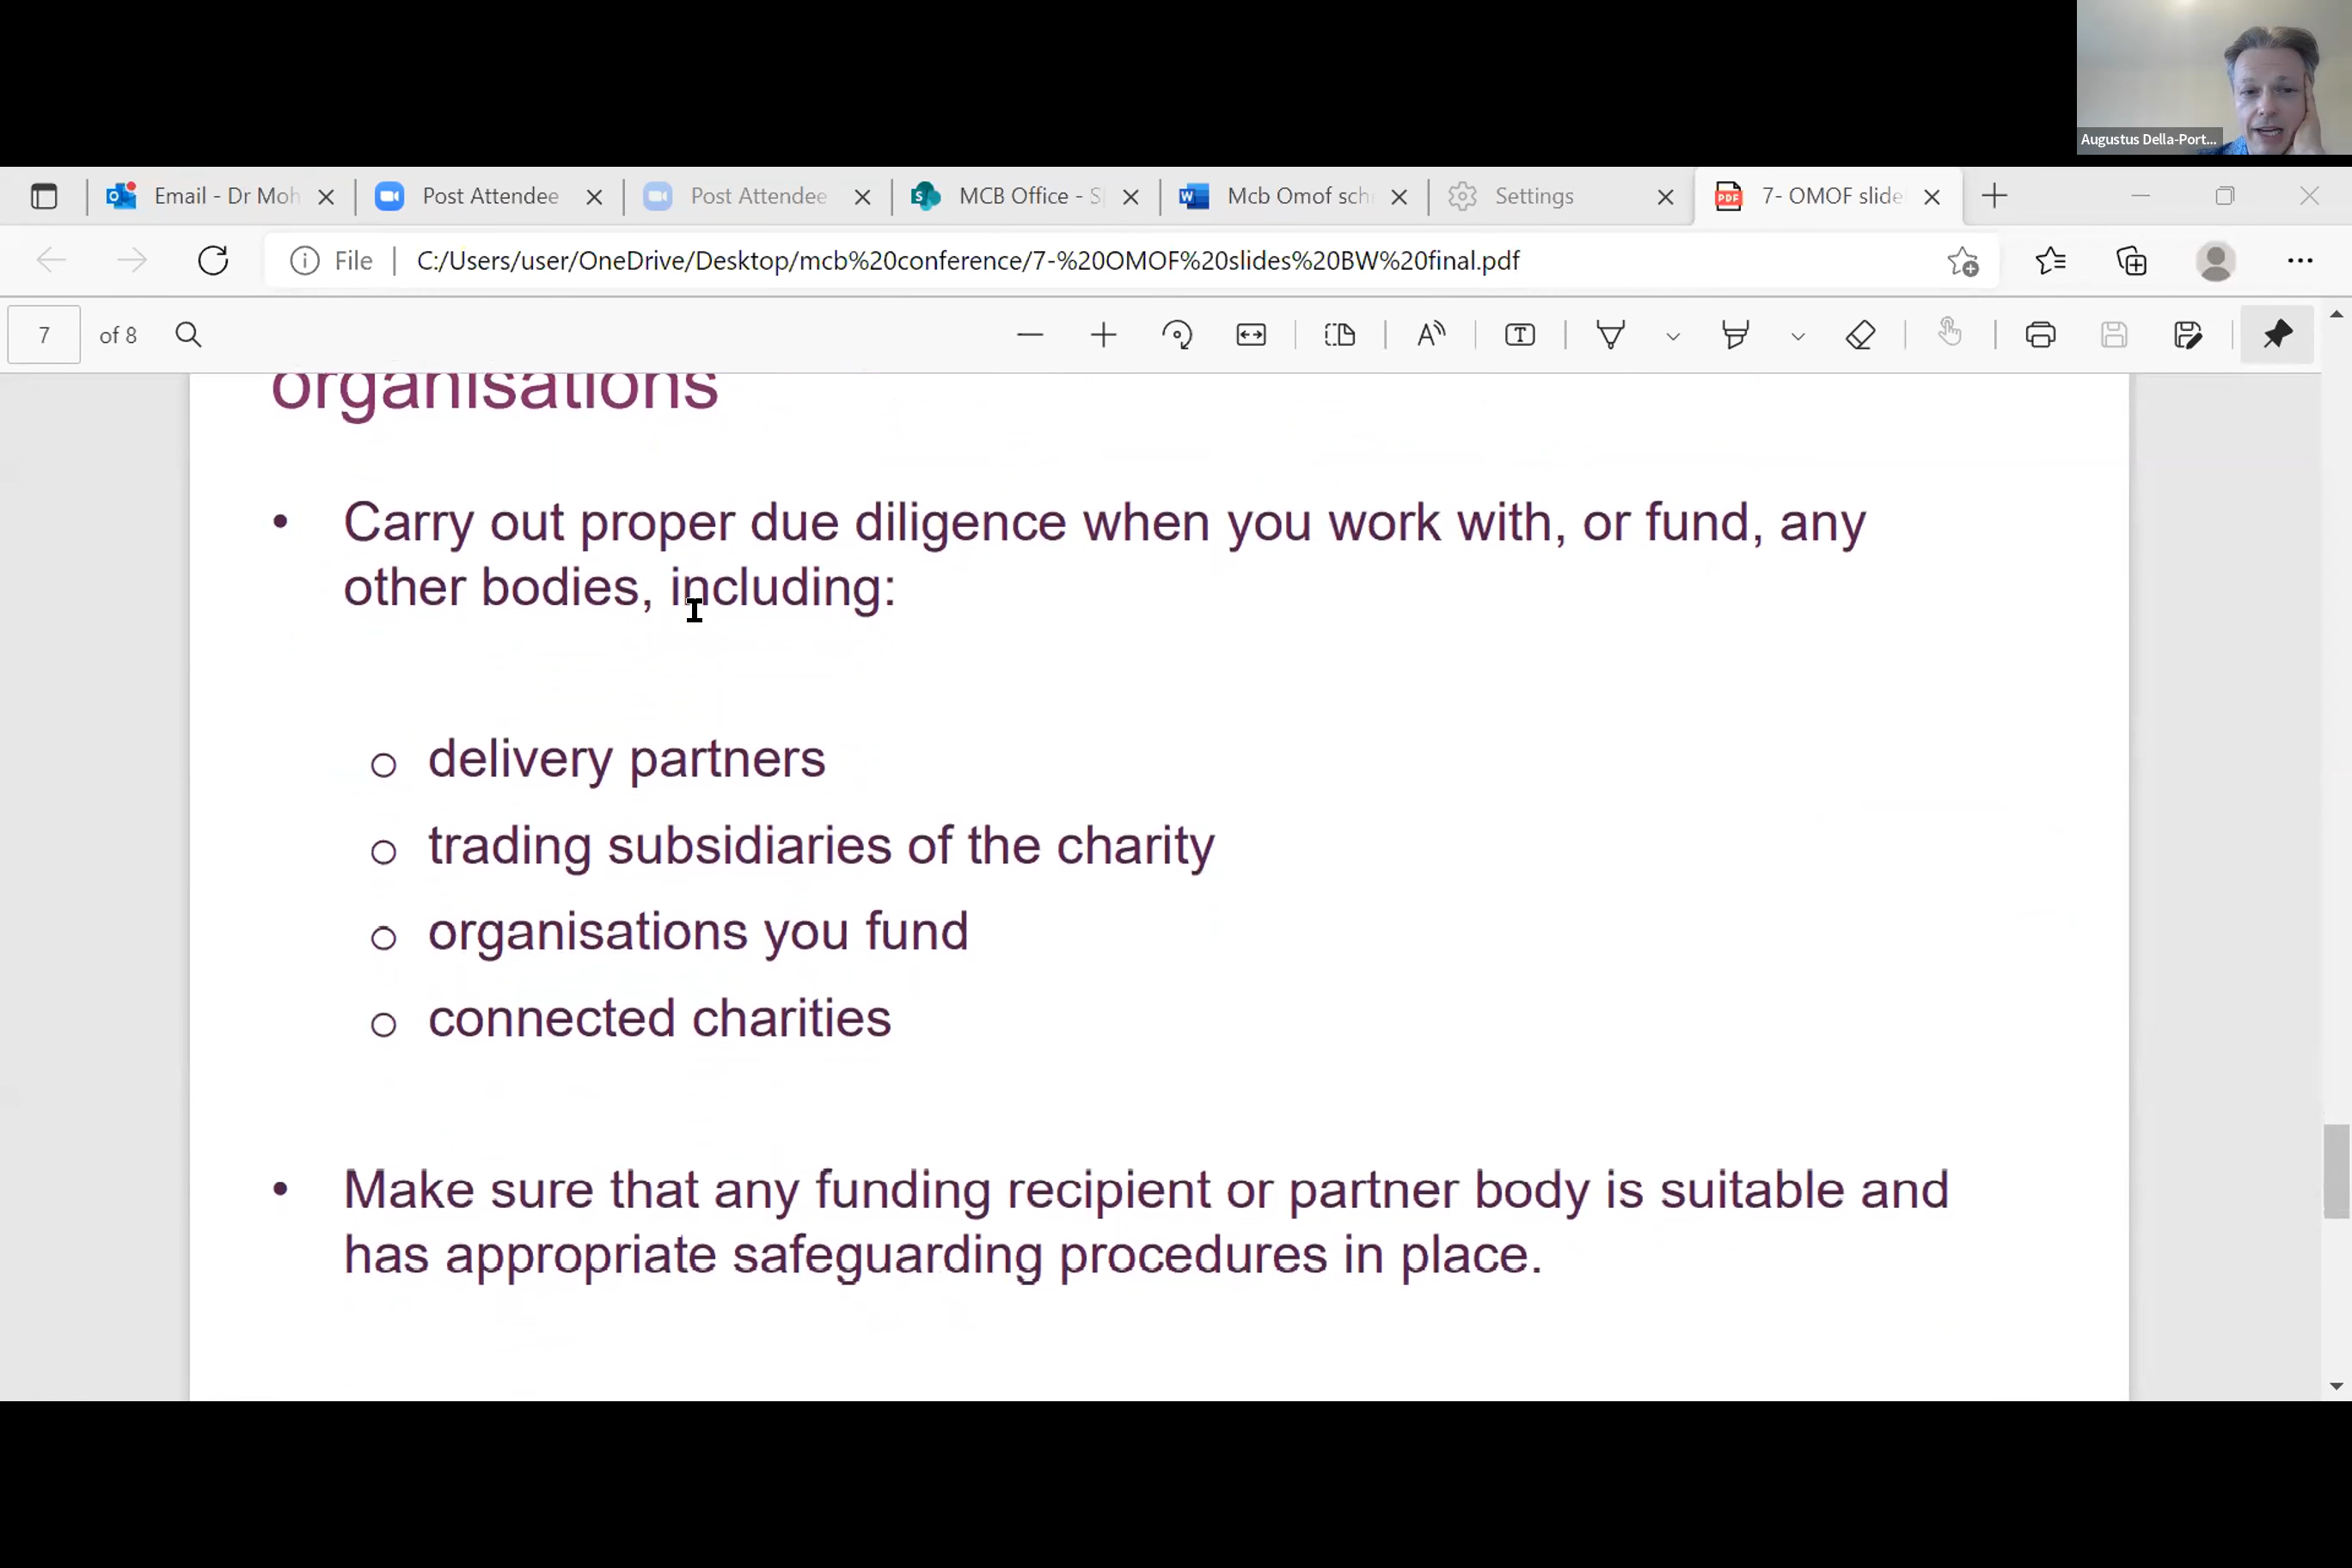 Augustus Della-Port...
Email - Dr Moh
Post Attendee
Post Attendee
MCB Office - S
Mcb Omof sch
Settings
7- OMOF slide
File
C:/Users/user/OneDrive/Desktop/mcb%20conference/7-%20OMOF%20slides%20BW%20final.pdf
7 of 8
organisations
• Carry out proper due diligence when you work with, or fund, any
other bodies, including:
o delivery partners
o trading subsidiaries of the charity
o organisations you fund
o connected charities
• Make sure that any funding recipient or partner body is suitable and
has appropriate safeguarding procedures in place.